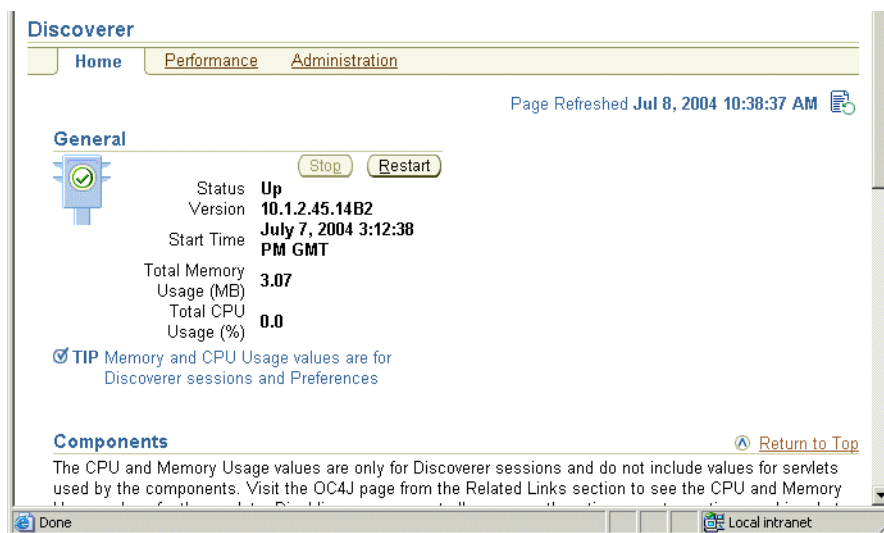 Discoverer
Home Performance Administration
Page Refreshed Jul 8, 2004 10:38:37 AM
General
Stop Restart
Status Up
Version 10.1.2.45.14B2
Start Time July 7, 2004 3:12:38
PM GMT
Total Memory
Usage (MB) 3.07
Total CPU
Usage (%) 0.0
TIP Memory and CPU Usage values are for
Discoverer sessions and Preferences
Components
Return to Top
The CPU and Memory Usage values are only for Discoverer sessions and do not include values for servlets
used by the components. Visit the OC4J page from the Related Links section to see the CPU and Memory
Done
Local intranet